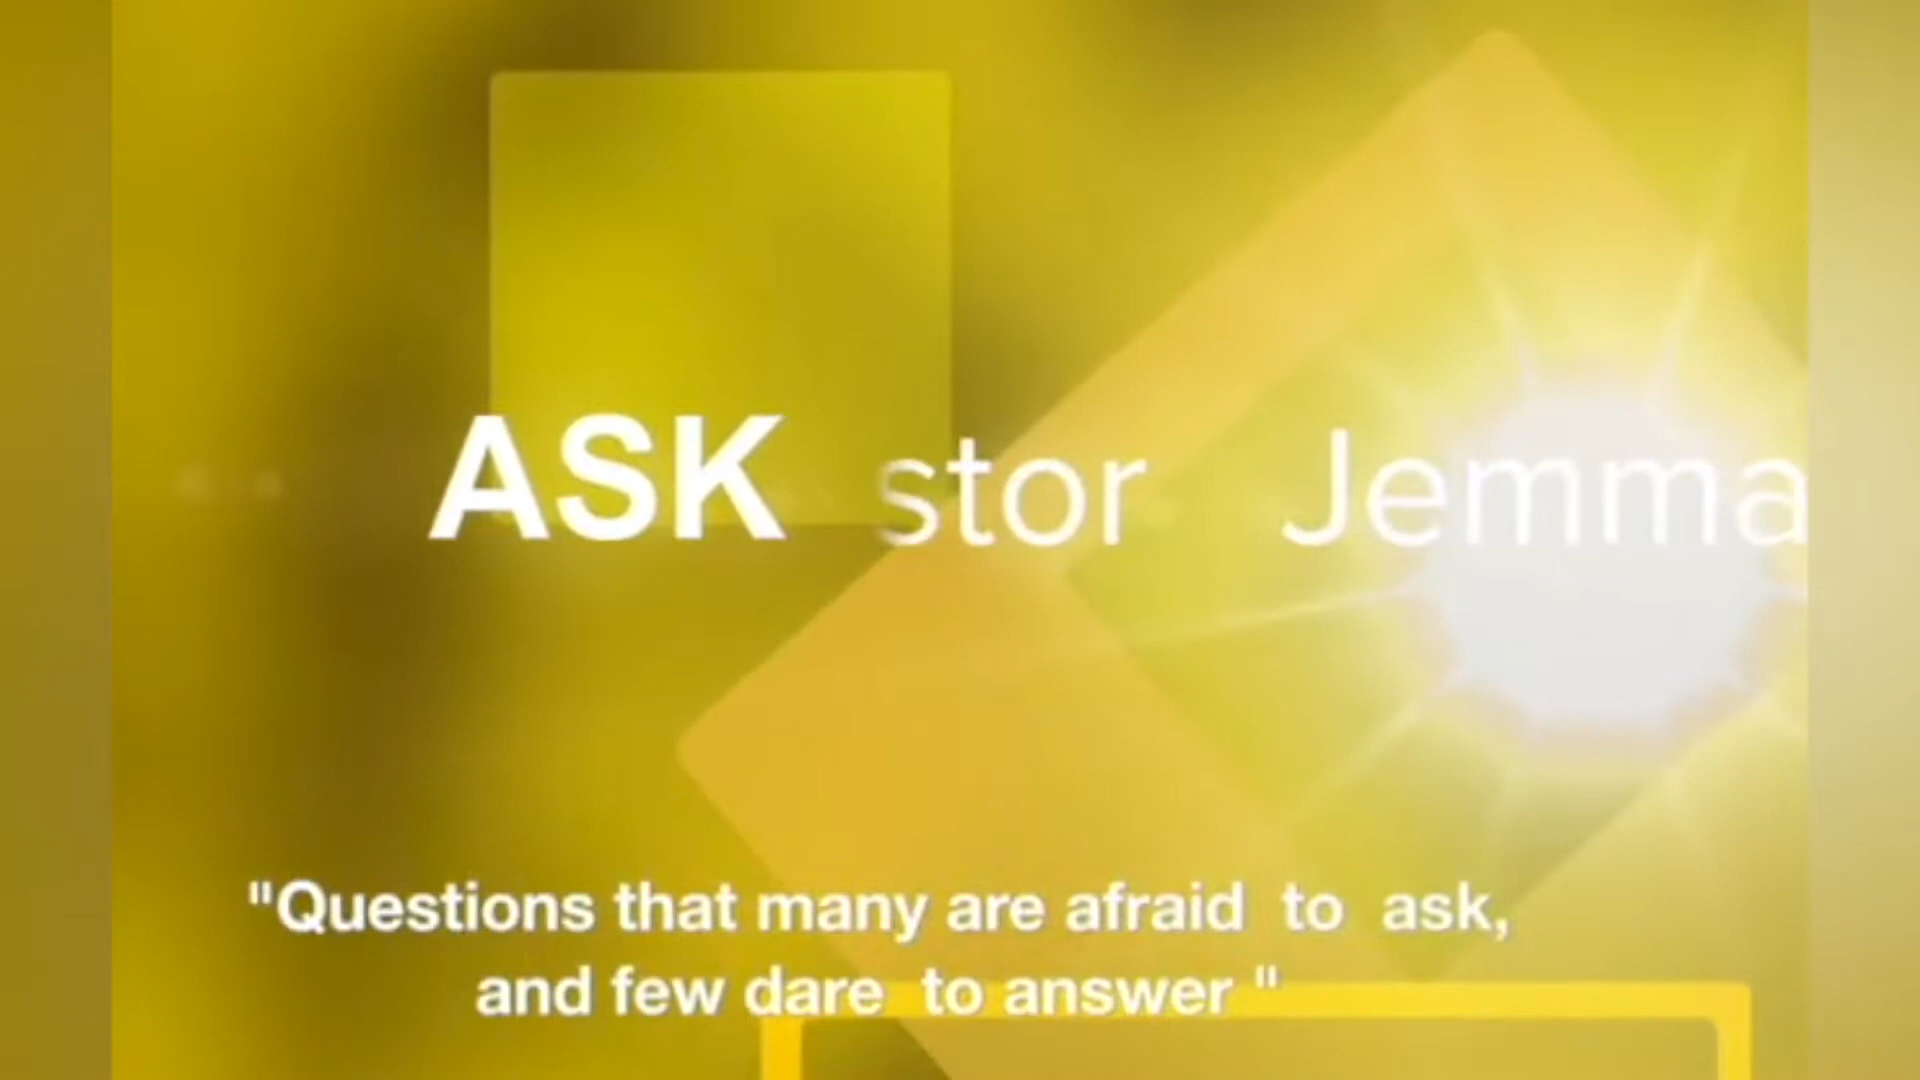 ASK stor Jemma
"Questions that many are afraid to ask,
and few dare to answer "